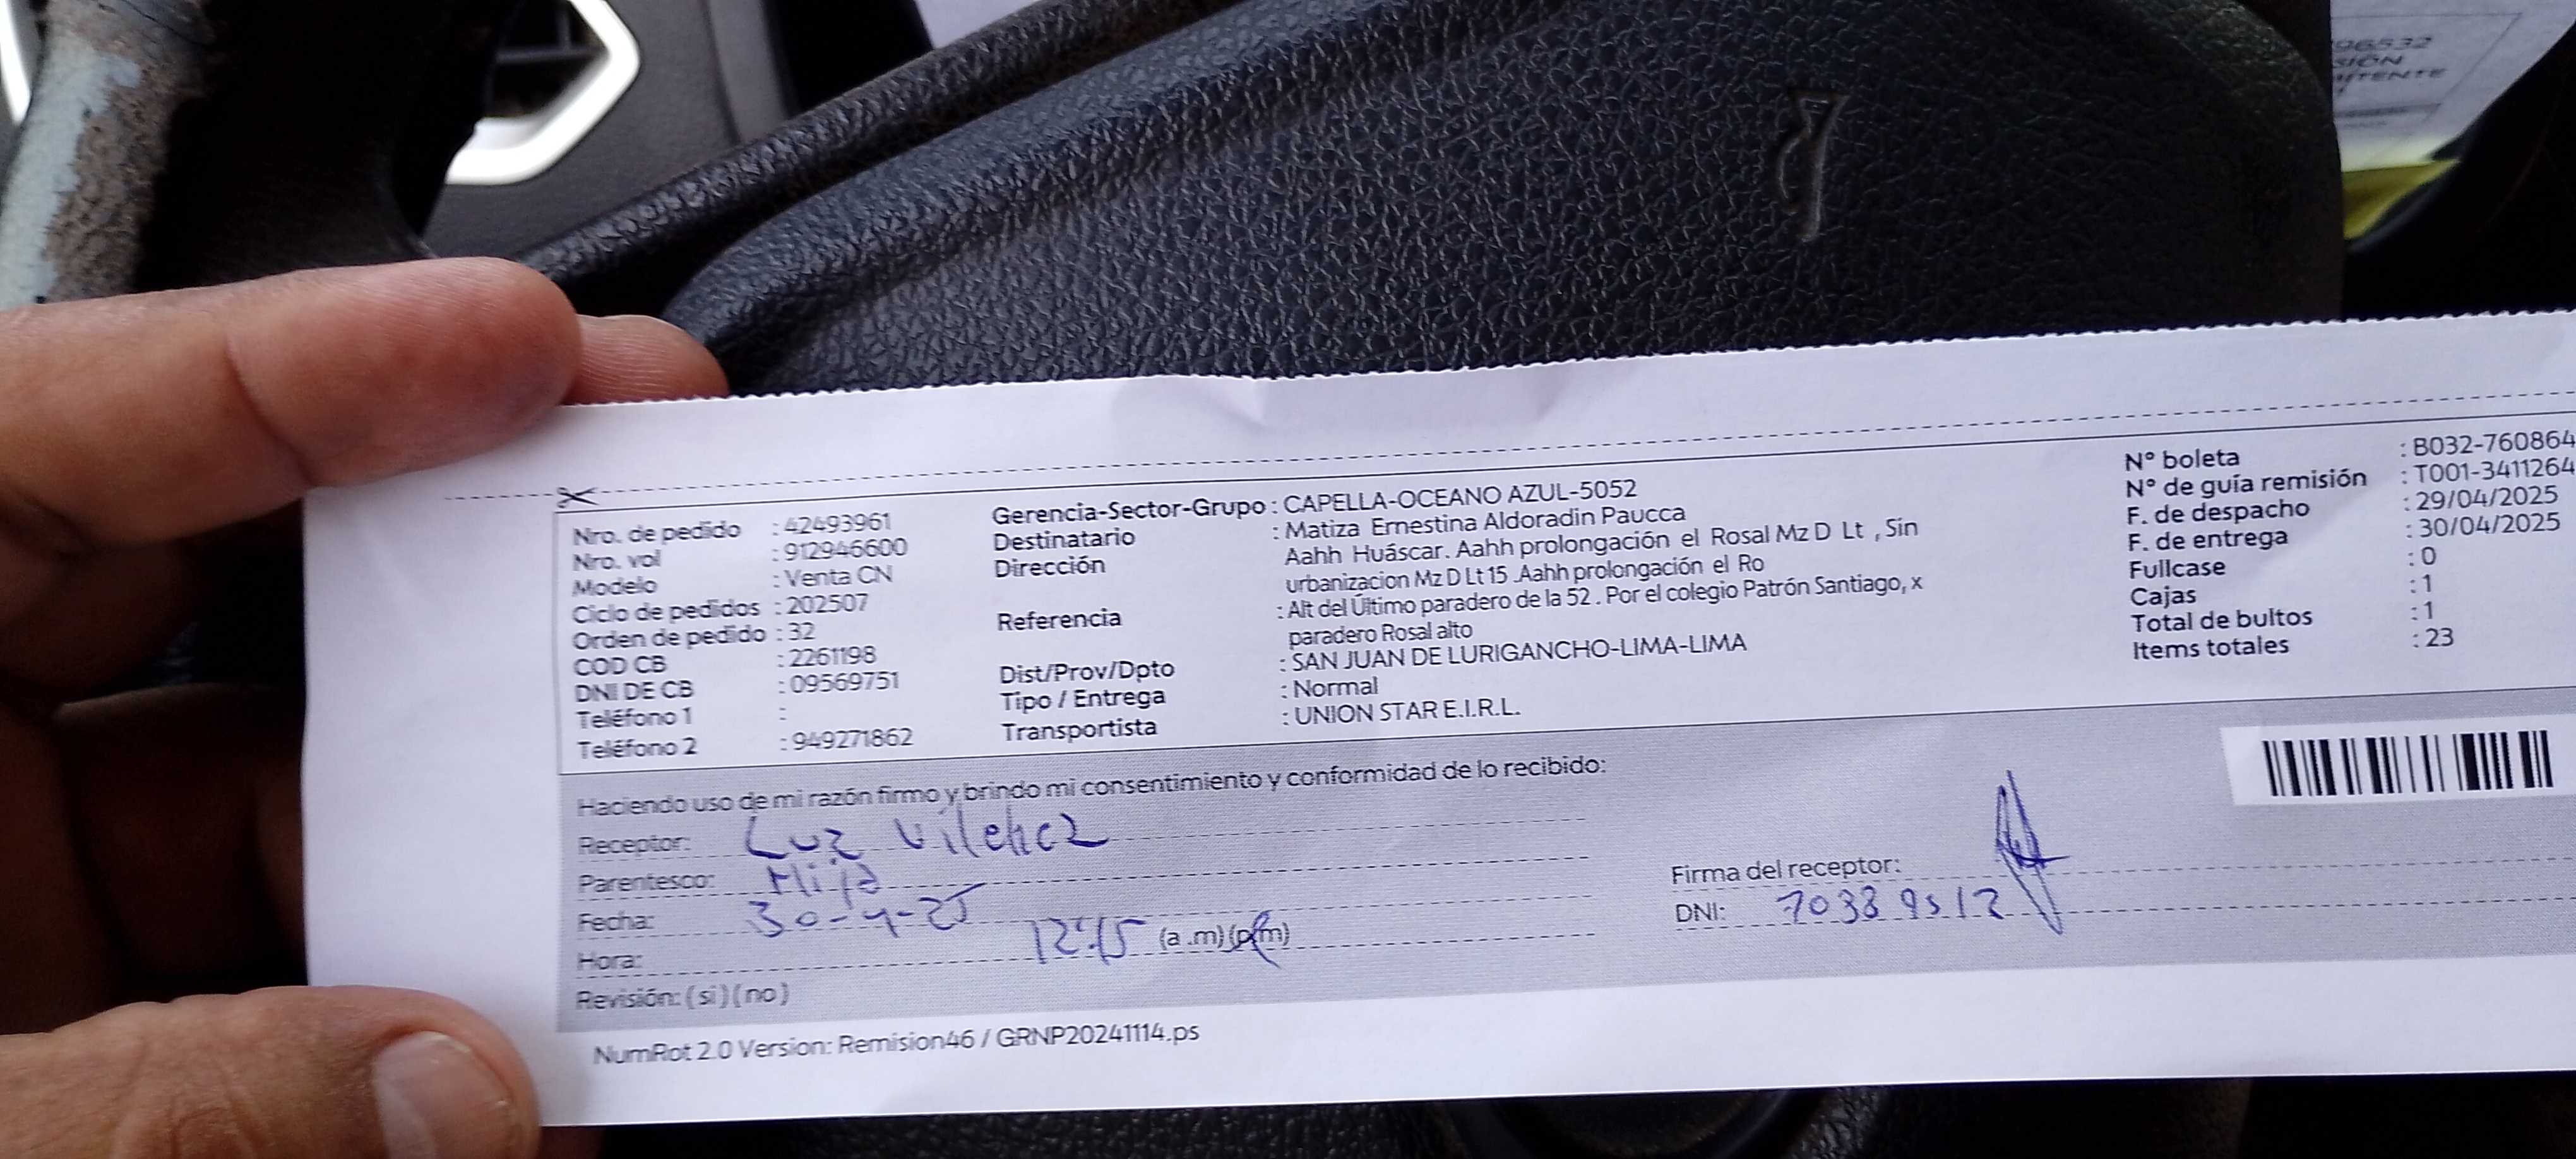 96532
SIÓN
MITENTE
Nro. de pedido : 42493961
Nro. vol : 912946600
Modelo : Venta CN
Ciclo de pedidos : 202507
Orden de pedido : 32
COD CB : 2261198
DNI DE CB : 09569751
Teléfono 1 :
Teléfono 2 : 949271862
Gerencia-Sector-Grupo : CAPELLA-OCEANO AZUL-5052
Destinatario : Matiza Ernestina Aldoradin Paucca
Dirección Aahh Huáscar. Aahh prolongación el Rosal Mz D Lt , Sin
urbanizacion Mz D Lt 15 .Aahh prolongación el Ro
Referencia : Alt del Último paradero de la 52 . Por el colegio Patrón Santiago, x
paradero Rosal alto
Dist/Prov/Dpto : SAN JUAN DE LURIGANCHO-LIMA-LIMA
Tipo / Entrega : Normal
Transportista : UNION STAR E.I.R.L.
N° boleta : B032-760864
N° de guía remisión : T001-3411264
F. de despacho : 29/04/2025
F. de entrega : 30/04/2025
Fullcase : 0
Cajas : 1
Total de bultos : 1
Items totales : 23
Haciendo uso de mi razón firmo y brindo mi consentimiento y conformidad de lo recibido:
Receptor: Luz Vilchez
Parentesco: Hija
Fecha: 30-4-25
Hora: 12:15 (a .m) (p.m)
Revisión: ( si ) ( no )
Firma del receptor:
DNI: 70339512
NumRot 2.0 Version: Remision46 / GRNP20241114.ps